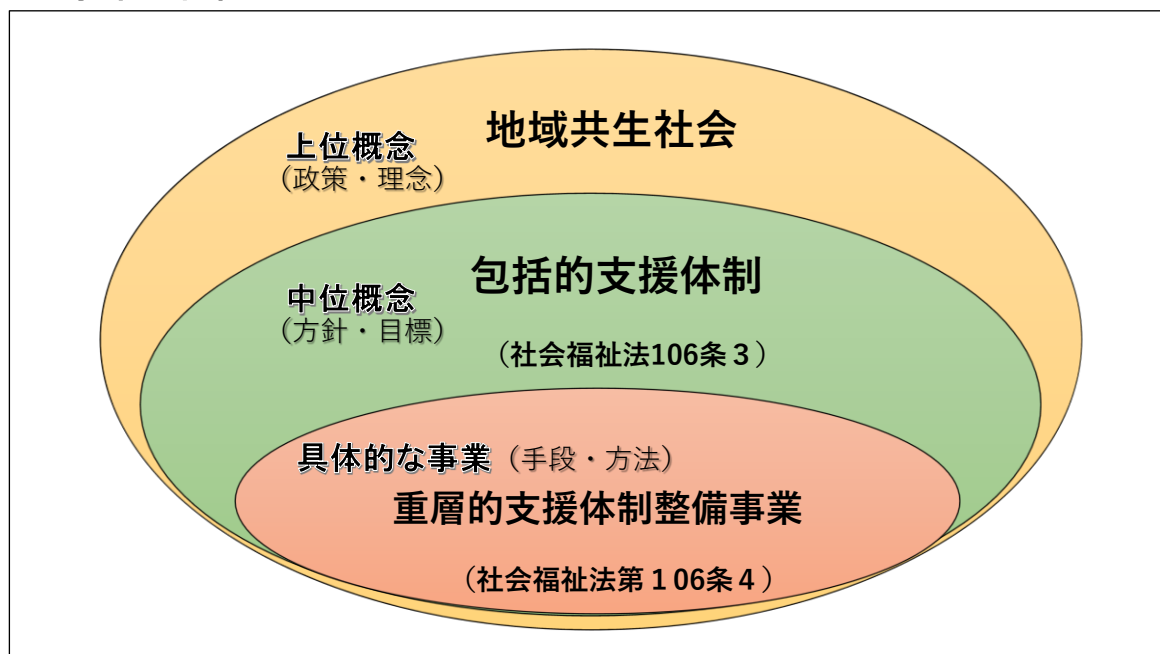 地域共生社会
上位概念
（政策・理念）
包括的支援体制
中位概念
（方針・目標）
（社会福祉法106条３）
具体的な事業（手段・方法）
重層的支援体制整備事業
（社会福祉法第１06条４）